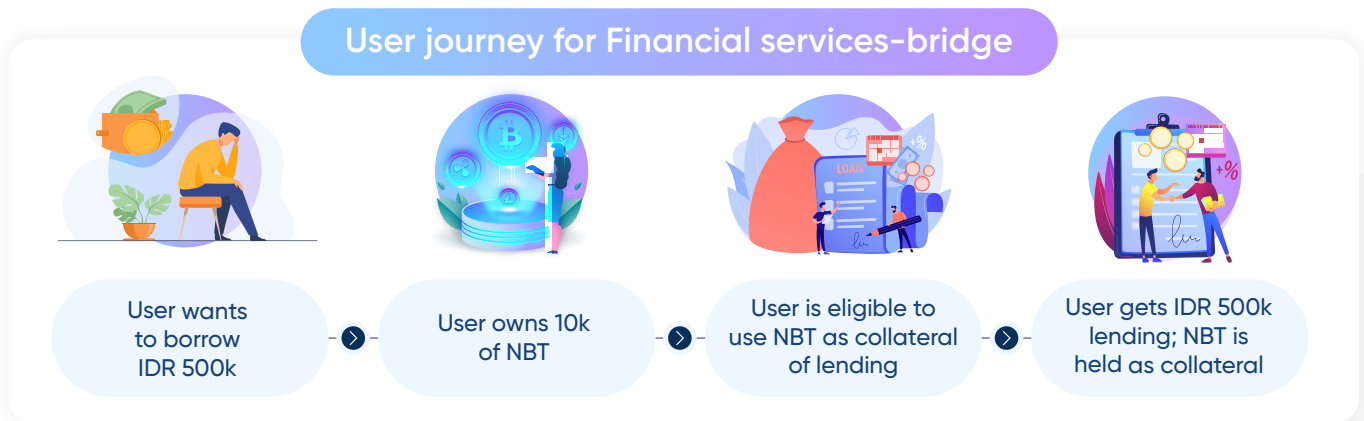 User journey for Financial services-bridge
LOAN
+%
+%
User wants
to borrow
IDR 500k
User owns 10k
of NBT
User is eligible to
use NBT as collateral
of lending
User gets IDR 500k
lending; NBT is
held as collateral